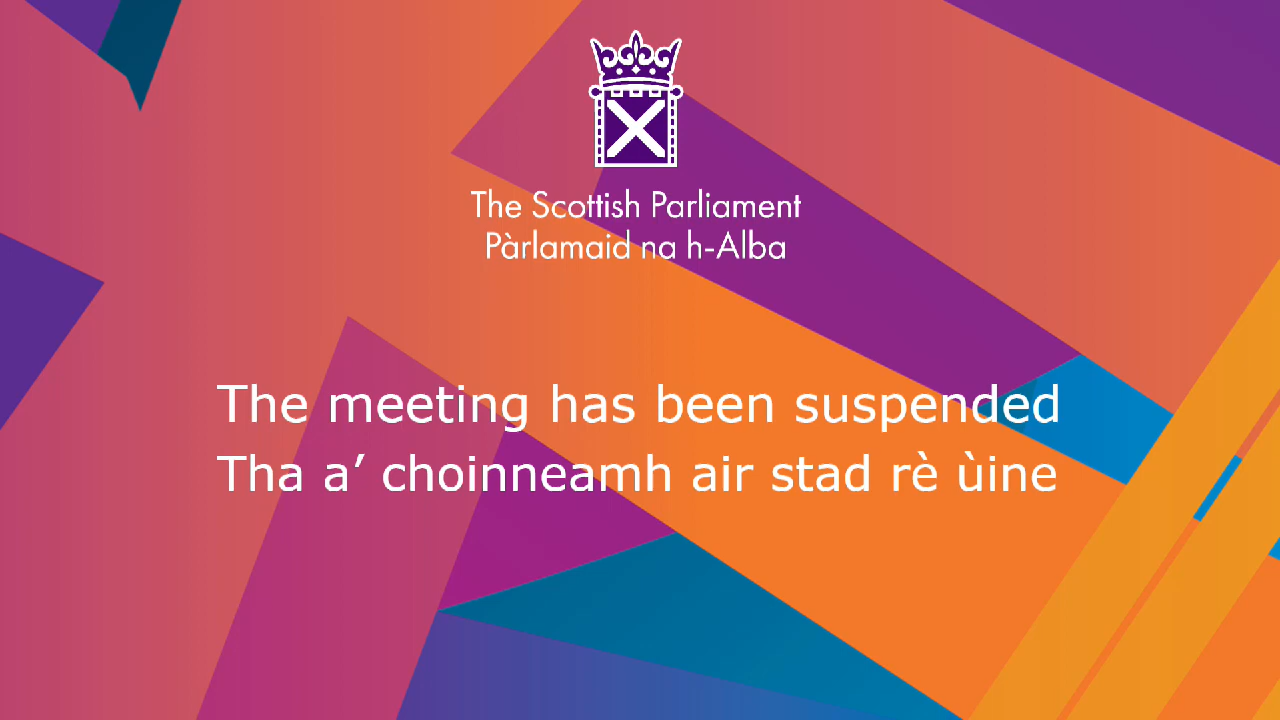 The Scottish Parliament
Pàrlamaid na h-Alba
The meeting has been suspended
Tha a’ choinneamh air stad rè ùine